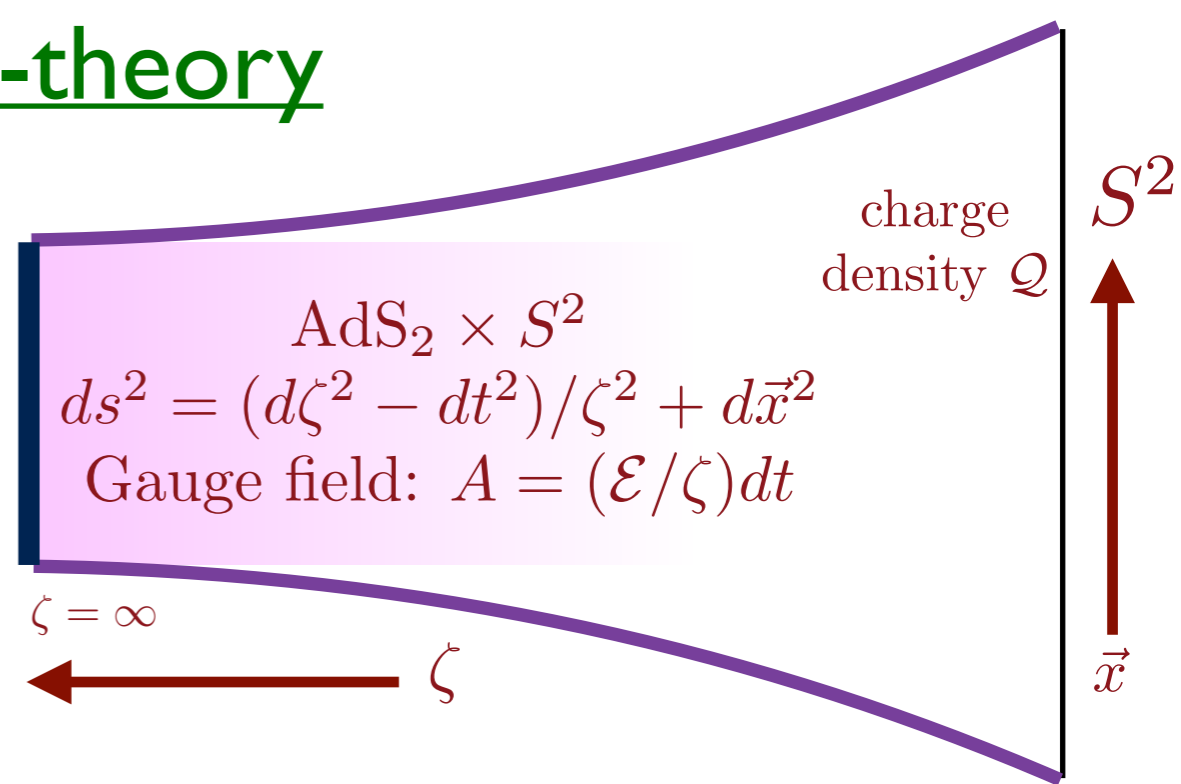 -theory
charge
density 𝒬
S²
AdS₂ × S²
ds² = (dζ² − dt²)/ζ² + dx⃗²
Gauge field: A = (ℰ/ζ)dt
ζ = ∞
ζ
x⃗